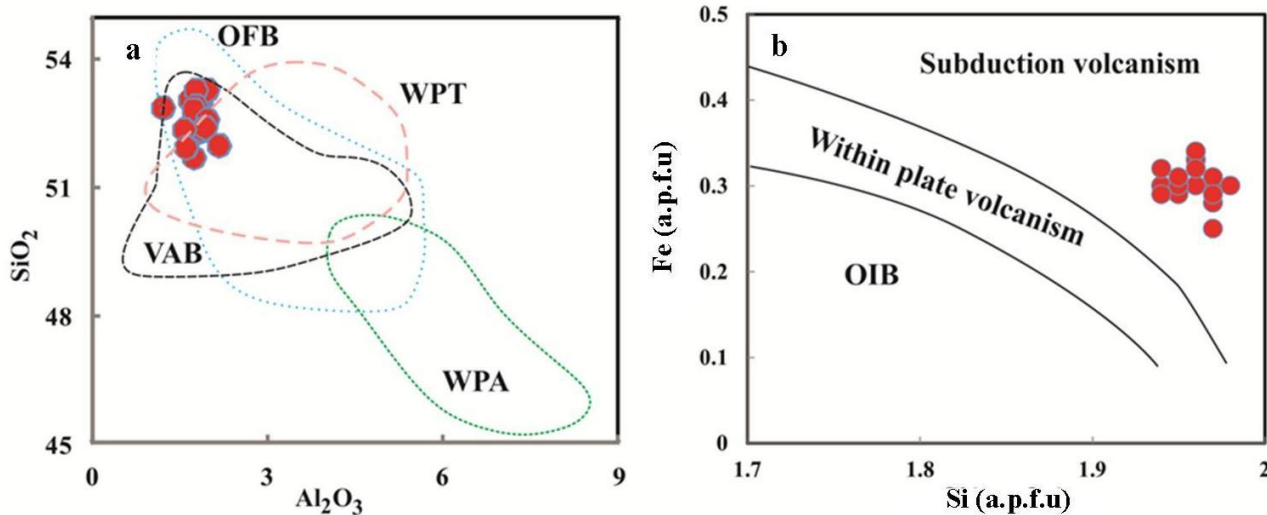 a
OFB
WPT
VAB
WPA
54
51
48
45
SiO₂
0
3
6
9
Al₂O₃
b
Subduction volcanism
Within plate volcanism
OIB
0.5
0.4
0.3
0.2
0.1
0
Fe (a.p.f.u)
1.7
1.8
1.9
2
Si (a.p.f.u)